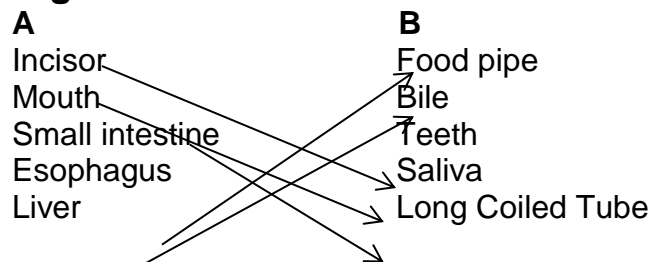 A B
Incisor Food pipe
Mouth Bile
Small intestine Teeth
Esophagus Saliva
Liver Long Coiled Tube